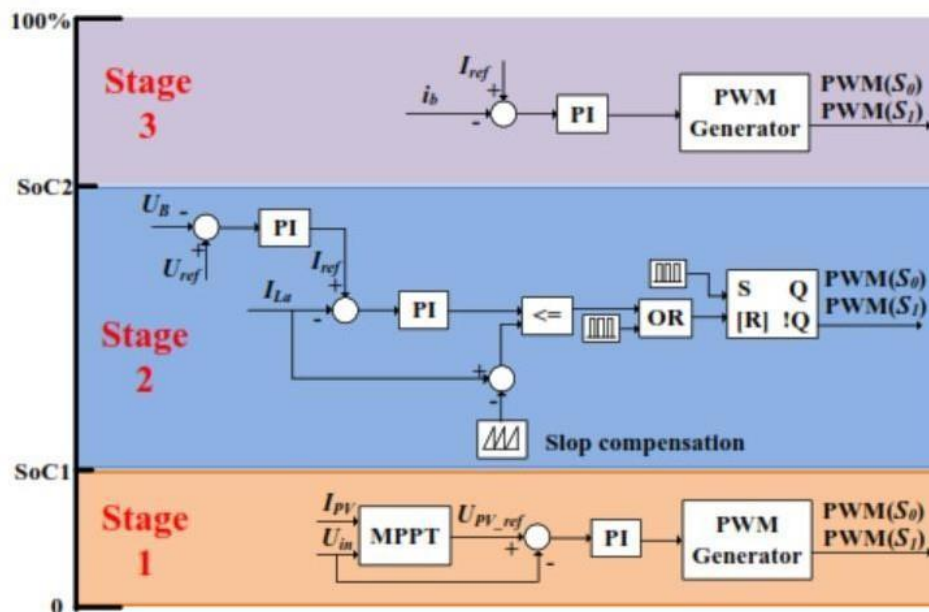 100%
Stage
3
I_ref
+
i_b
-
PI
PWM
Generator
PWM(S_0)
PWM(S_1)
SoC2
U_B -
PI
+
U_ref
I_ref
+
I_La
-
PI
<=
OR
S Q
[R] !Q
PWM(S_0)
PWM(S_1)
Stage
2
+
-
Slop compensation
SoC1
Stage
1
I_PV
U_in
MPPT
U_PV_ref
+
-
PI
PWM
Generator
PWM(S_0)
PWM(S_1)
0